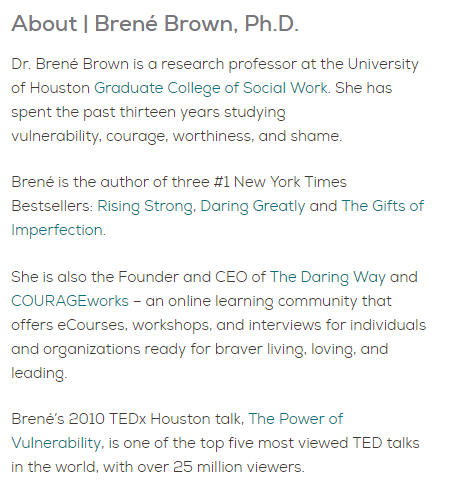 About | Brené Brown, Ph.D.
Dr. Brené Brown is a research professor at the University
of Houston Graduate College of Social Work. She has
spent the past thirteen years studying
vulnerability, courage, worthiness, and shame.
Brené is the author of three #1 New York Times
Bestsellers: Rising Strong, Daring Greatly and The Gifts of
Imperfection.
She is also the Founder and CEO of The Daring Way and
COURAGEworks – an online learning community that
offers eCourses, workshops, and interviews for individuals
and organizations ready for braver living, loving, and
leading.
Brené's 2010 TEDx Houston talk, The Power of
Vulnerability, is one of the top five most viewed TED talks
in the world, with over 25 million viewers.